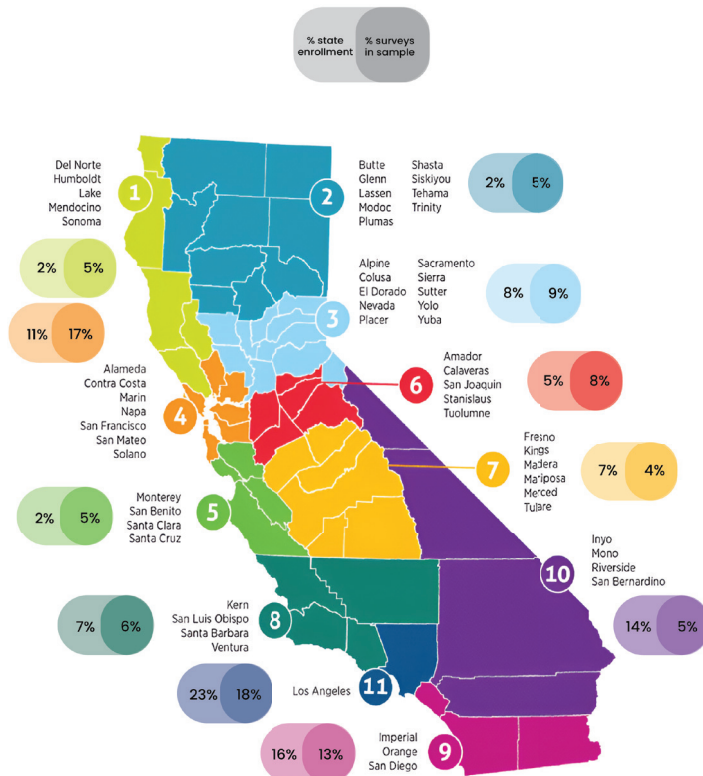 % state enrollment
% surveys in sample
Del Norte
Humboldt
Lake
Mendocino
Sonoma
1
2% 5%
2
Butte
Glenn
Lassen
Modoc
Plumas
Shasta
Siskiyou
Tehama
Trinity
2% 5%
3
Alpine
Colusa
El Dorado
Nevada
Placer
Sacramento
Sierra
Sutter
Yolo
Yuba
8% 9%
11% 17%
Alameda
Contra Costa
Marin
Napa
San Francisco
San Mateo
Solano
4
6
Amador
Calaveras
San Joaquin
Stanislaus
Tuolumne
5% 8%
7
Fresno
Kings
Madera
Mariposa
Merced
Tulare
7% 4%
2% 5%
Monterey
San Benito
Santa Clara
Santa Cruz
5
10
Inyo
Mono
Riverside
San Bernardino
14% 5%
7% 6%
Kern
San Luis Obispo
Santa Barbara
Ventura
8
23% 18%
Los Angeles
11
16% 13%
Imperial
Orange
San Diego
9